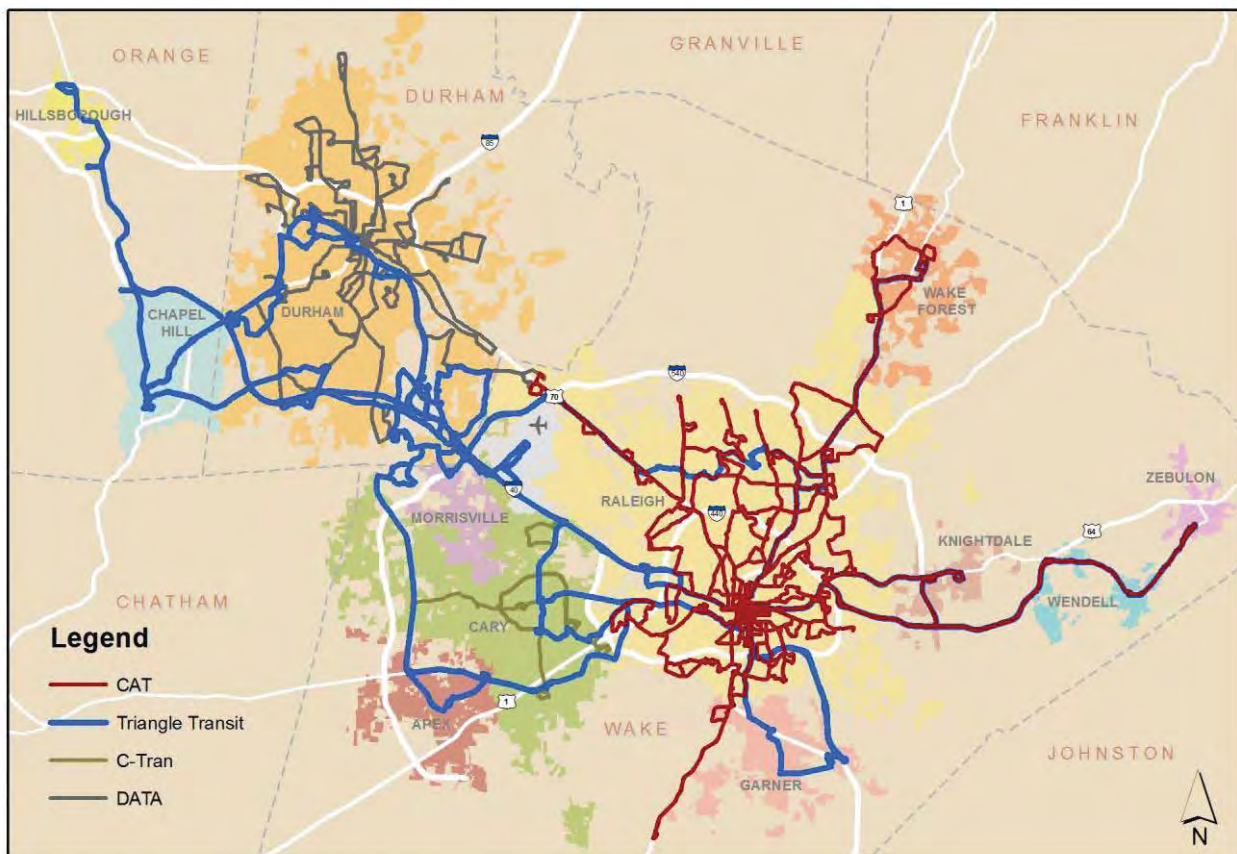 ORANGE
GRANVILLE
DURHAM
HILLSBOROUGH
FRANKLIN
85
1
WAKE
FOREST
CHAPEL
HILL
DURHAM
540
70
ZEBULON
40
RALEIGH
440
MORRISVILLE
64
KNIGHTDALE
CHATHAM
WENDELL
CARY
Legend
CAT
1
Triangle Transit
APEX
WAKE
JOHNSTON
C-Tran
GARNER
DATA
N